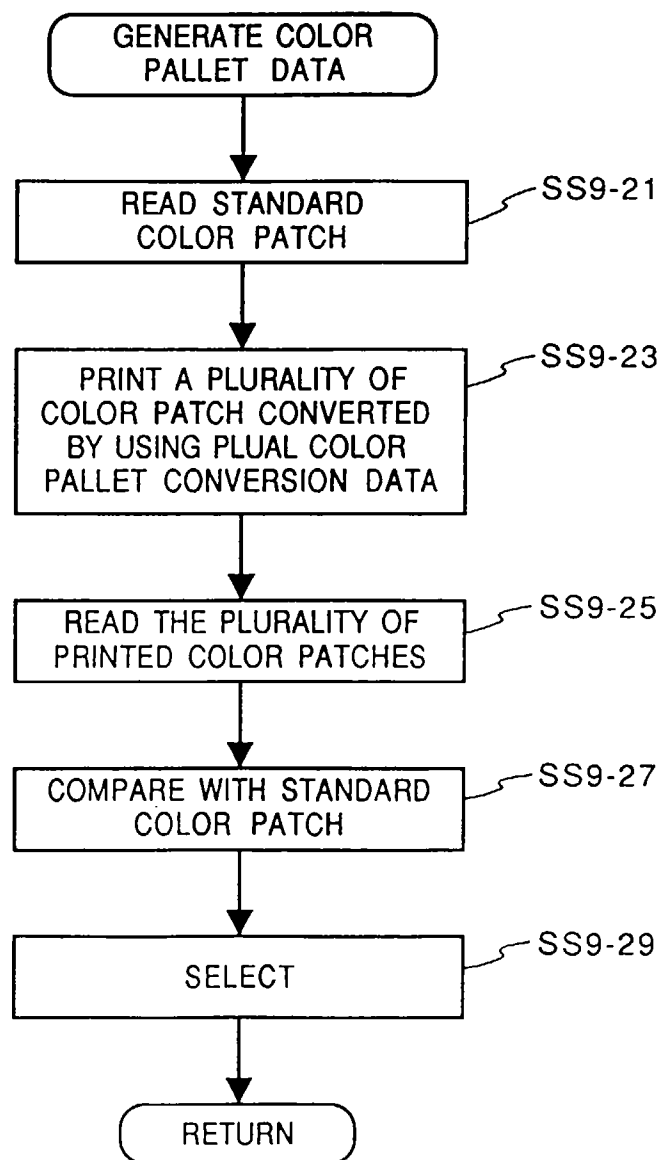 GENERATE COLOR
PALLET DATA
SS9-21
READ STANDARD
COLOR PATCH
SS9-23
PRINT A PLURALITY OF
COLOR PATCH CONVERTED
BY USING PLUAL COLOR
PALLET CONVERSION DATA
SS9-25
READ THE PLURALITY OF
PRINTED COLOR PATCHES
SS9-27
COMPARE WITH STANDARD
COLOR PATCH
SS9-29
SELECT
RETURN